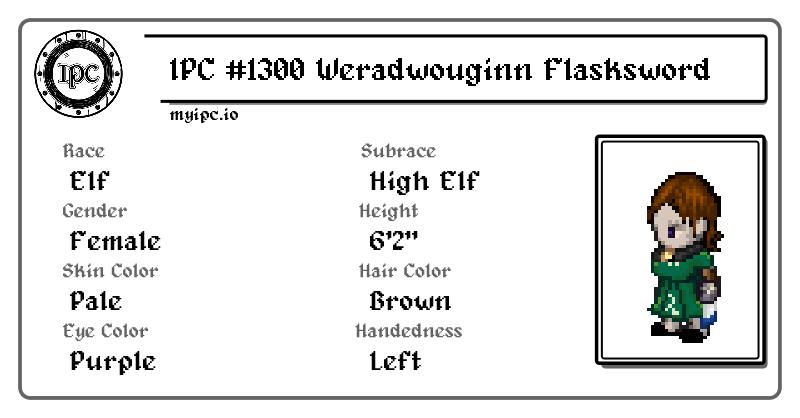 IPC
IPC #1300 Weradwouginn Flasksword
myipc.io
Race
Elf
Subrace
High Elf
Gender
Female
Height
6'2"
Skin Color
Pale
Hair Color
Brown
Eye Color
Purple
Handedness
Left